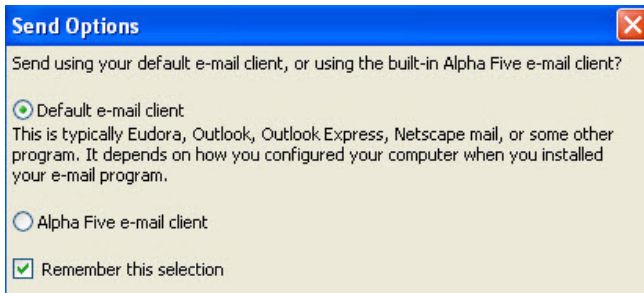 Send Options
Send using your default e-mail client, or using the built-in Alpha Five e-mail client?
Default e-mail client
This is typically Eudora, Outlook, Outlook Express, Netscape mail, or some other
program. It depends on how you configured your computer when you installed
your e-mail program.
Alpha Five e-mail client
Remember this selection